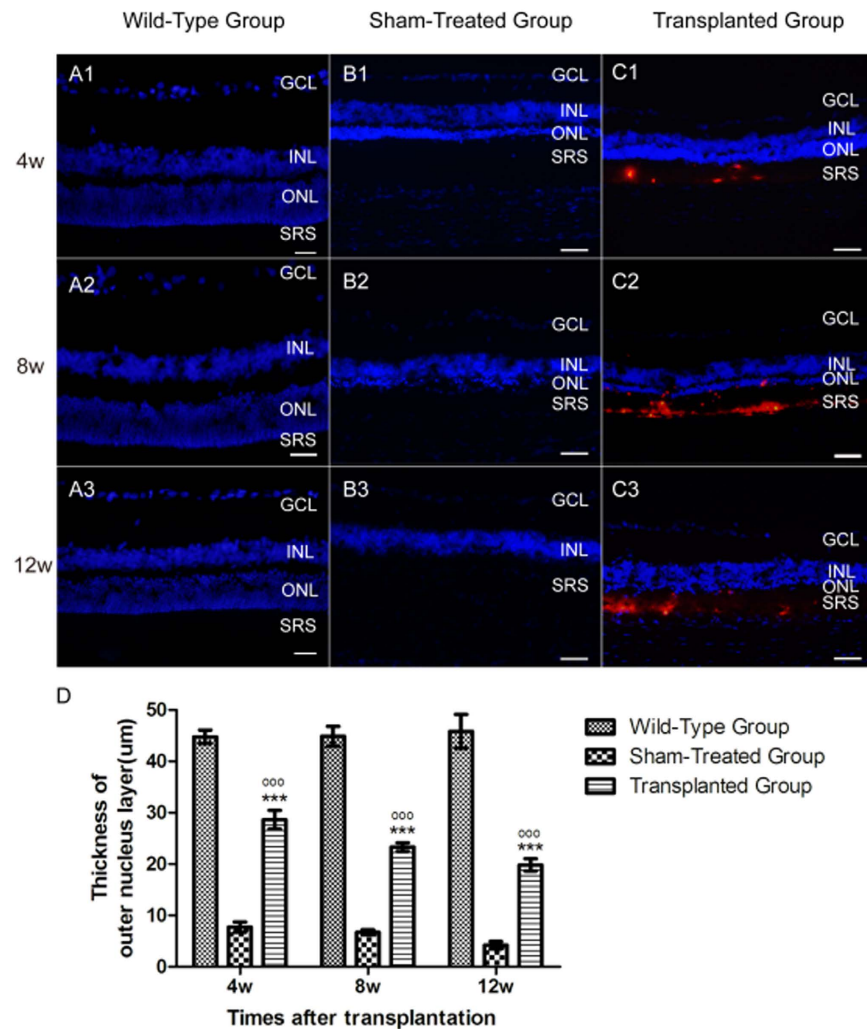 Wild-Type Group Sham-Treated Group Transplanted Group
4w
A1
GCL
INL
ONL
SRS
B1
GCL
INL
ONL
SRS
C1
GCL
INL
ONL
SRS
8w
A2
GCL
INL
ONL
SRS
B2
GCL
INL
ONL
SRS
C2
GCL
INL
ONL
SRS
12w
A3
GCL
INL
ONL
SRS
B3
GCL
INL
SRS
C3
GCL
INL
ONL
SRS
D
Thickness of
outer nucleus layer(um)
50
40
30
20
10
0
°°°
***
°°°
***
°°°
***
4w 8w 12w
Times after transplantation
Wild-Type Group
Sham-Treated Group
Transplanted Group